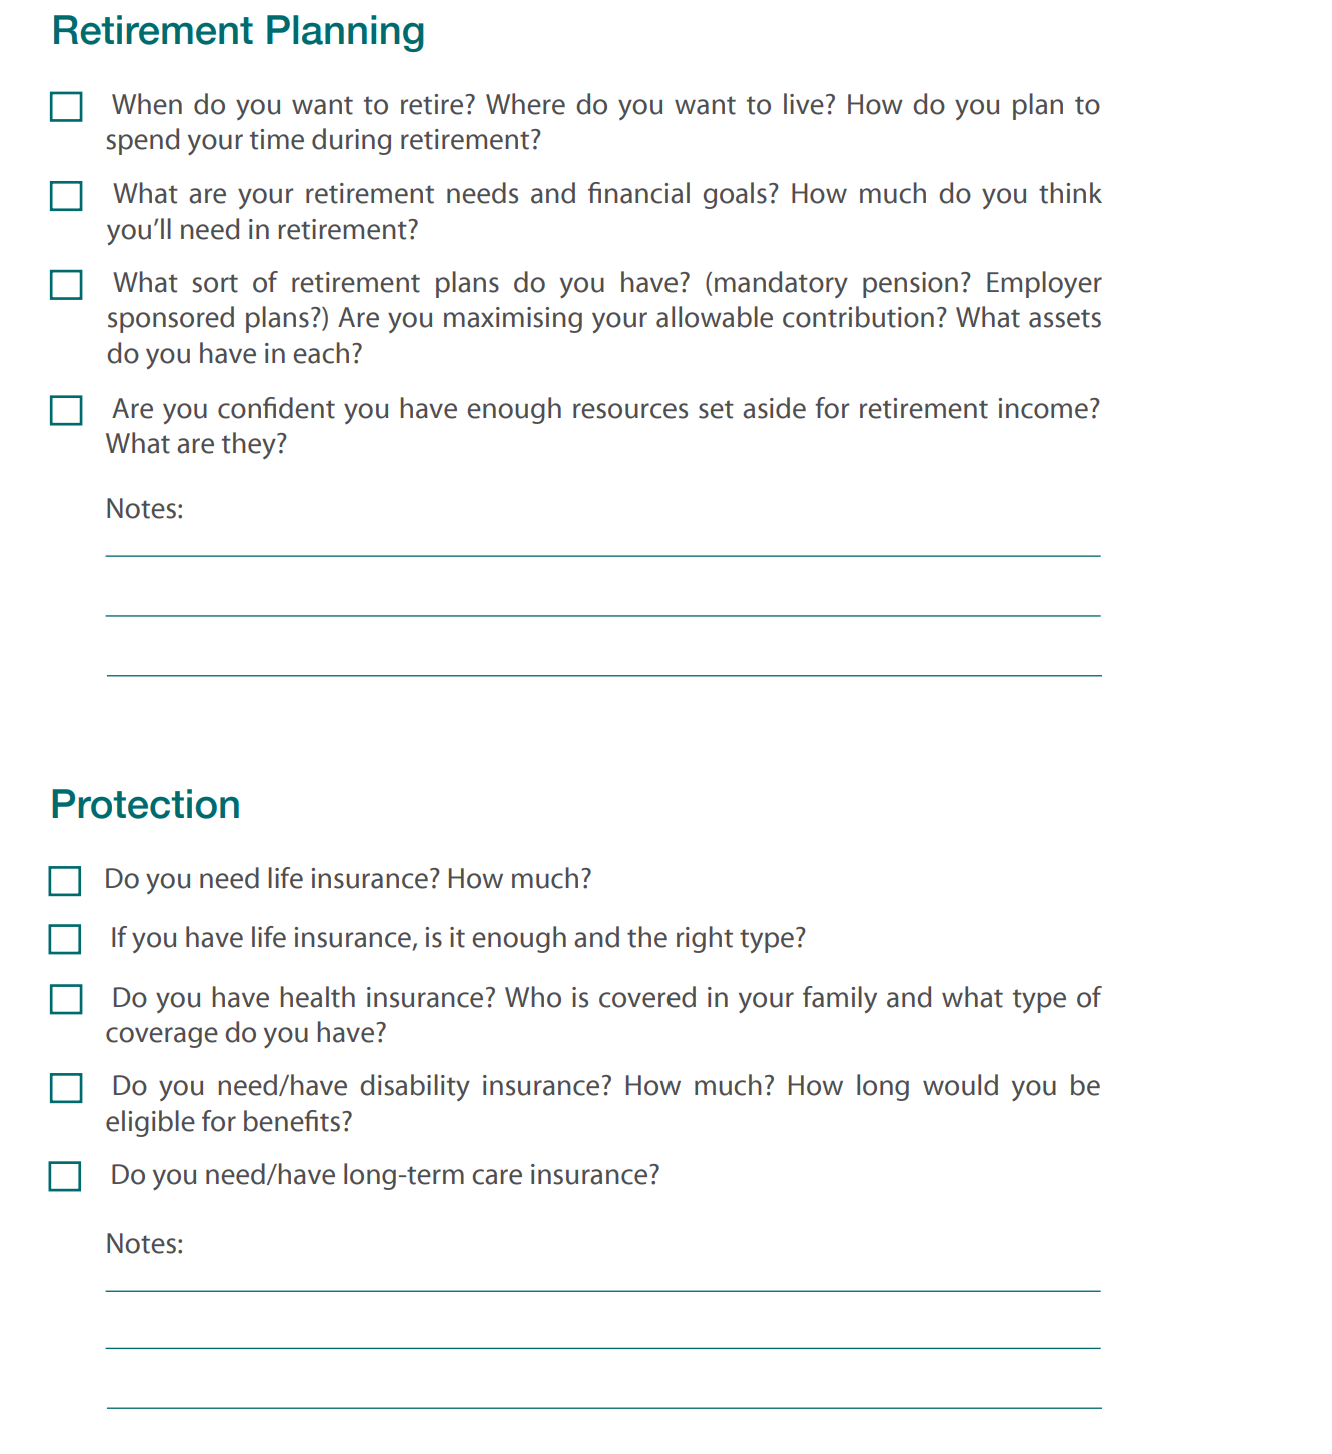 Retirement Planning
When do you want to retire? Where do you want to live? How do you plan to
spend your time during retirement?
What are your retirement needs and financial goals? How much do you think
you’ll need in retirement?
What sort of retirement plans do you have? (mandatory pension? Employer
sponsored plans?) Are you maximising your allowable contribution? What assets
do you have in each?
Are you confident you have enough resources set aside for retirement income?
What are they?
Notes:
Protection
Do you need life insurance? How much?
If you have life insurance, is it enough and the right type?
Do you have health insurance? Who is covered in your family and what type of
coverage do you have?
Do you need/have disability insurance? How much? How long would you be
eligible for benefits?
Do you need/have long-term care insurance?
Notes: